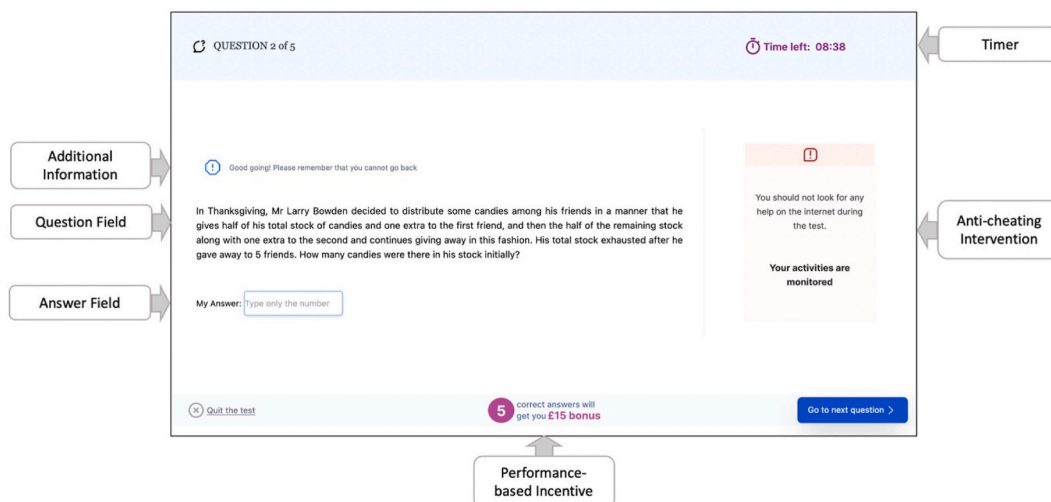 QUESTION 2 of 5
Time left: 08:38
Timer
Additional
Information
Good going! Please remember that you cannot go back
Question Field
In Thanksgiving, Mr Larry Bowden decided to distribute some candies among his friends in a manner that he
gives half of his total stock of candies and one extra to the first friend, and then the half of the remaining stock
along with one extra to the second and continues giving away in this fashion. His total stock exhausted after he
gave away to 5 friends. How many candies were there in his stock initially?
You should not look for any
help on the internet during
the test.
Your activities are
monitored
Anti-cheating
Intervention
Answer Field
My Answer: Type only the number
Quit the test
5 correct answers will
get you £15 bonus
Go to next question >
Performance-
based Incentive